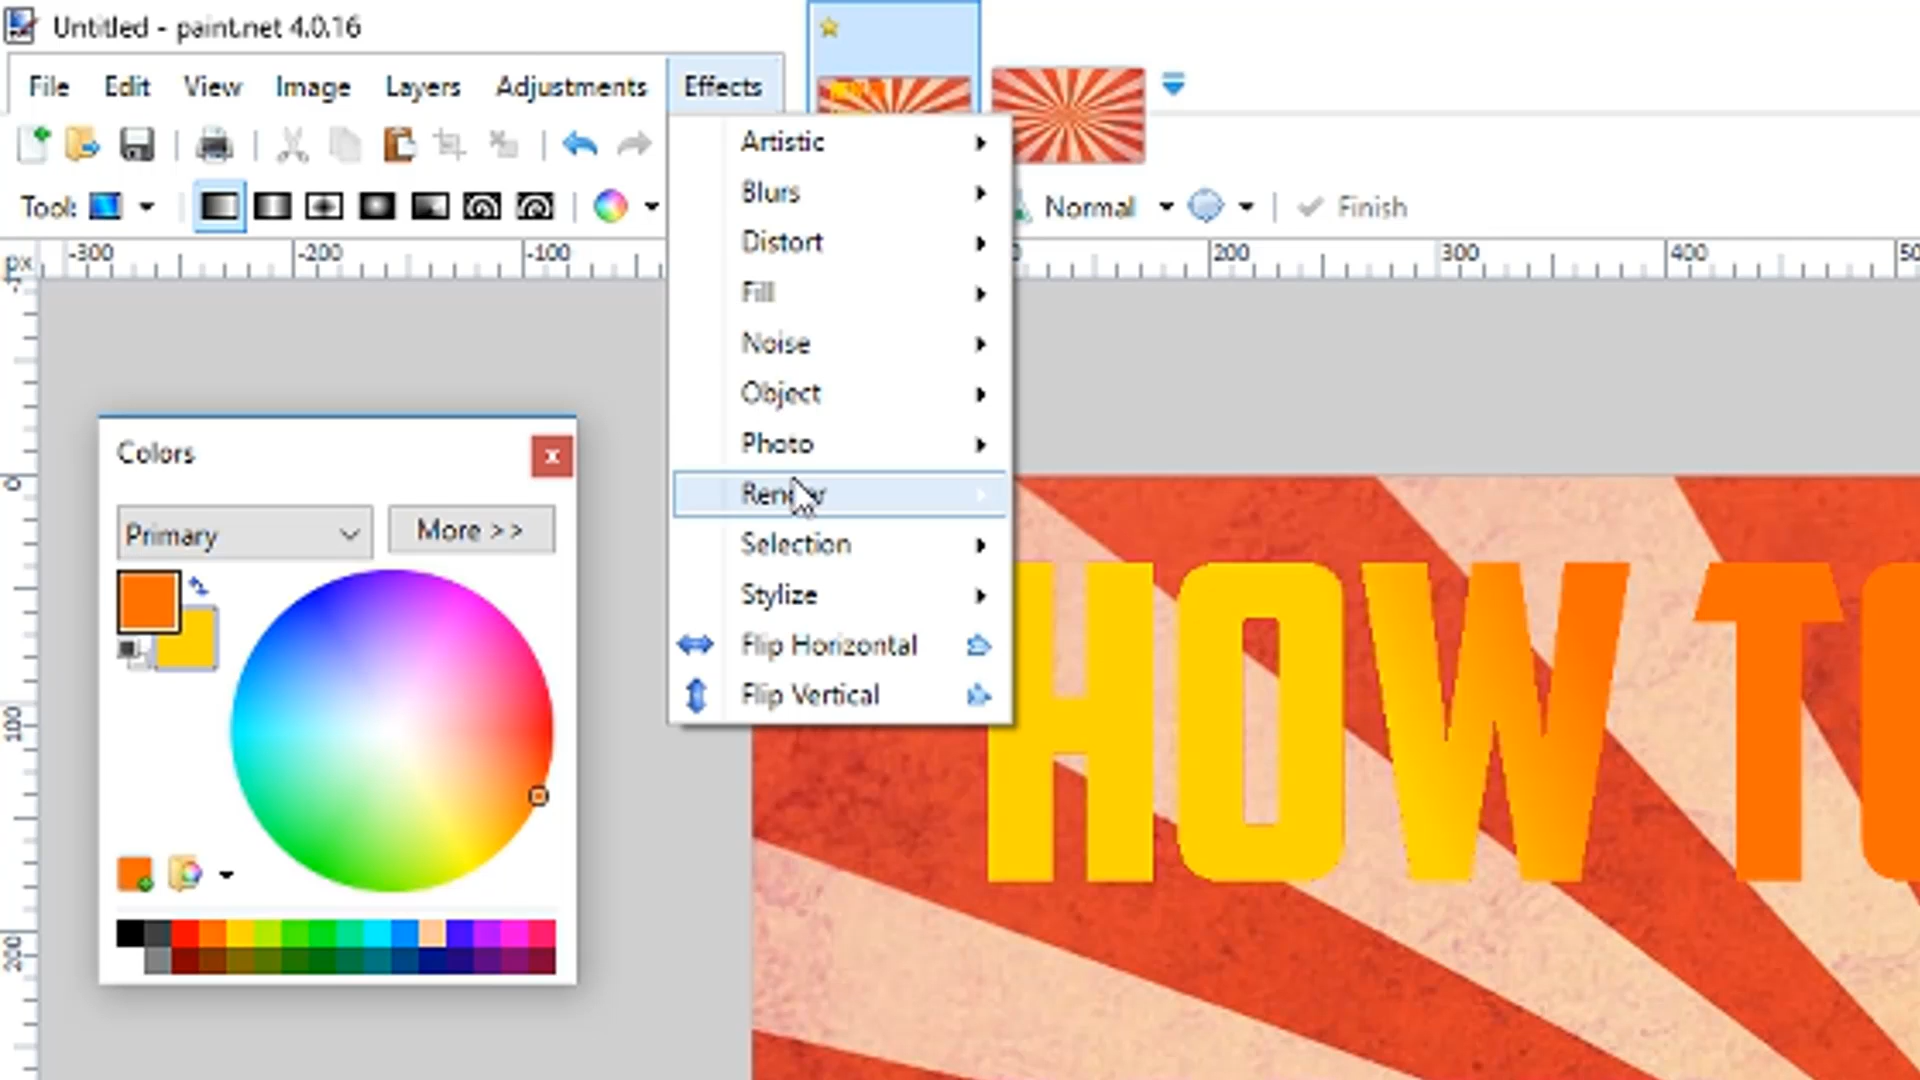 Untitled - paint.net 4.0.16
File Edit View Image Layers Adjustments Effects
Tool: Normal Finish
px -300 -200 -100 200 300 400
Artistic
Blurs
Distort
Fill
Noise
Object
Photo
Render
Selection
Stylize
Flip Horizontal
Flip Vertical
Colors x
Primary More >>
0
100
200
HOW TO